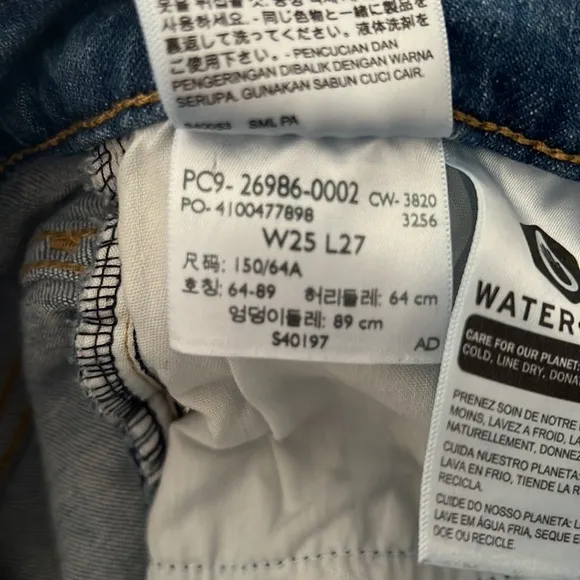 사용하세요. - 同じ色物と一緒に製品を
裏返して洗ってください。液体洗剤をお
使い下さい。 - PENCUCIAN DAN
PENGERINGAN DIBALIK DENGAN WARNA
SERUPA. GUNAKAN SABUN CUCI CAIR.
SML PA
PC9- 26986-0002 CW- 3820
PO- 4100477898 3256
W25 L27
尺码: 150/64A
호칭: 64-89 허리둘레: 64 cm
엉덩이둘레: 89 cm
S40197 AD
WATER
CARE FOR OUR PLANET:
COLD, LINE DRY, DONA
PRENEZ SOIN DE NOTRE
MOINS, LAVEZ A FROID, LA
NATURELLEMENT, DONNEZ
CUIDA NUESTRO PLANETA:
LAVA EN FRIO, TIENDE LA R
RECICLA.
CUIDE DO NOSSO PLANETA: L
LAVE EM ÁGUA FRIA, SEQUE
DOE OU RECICLE.